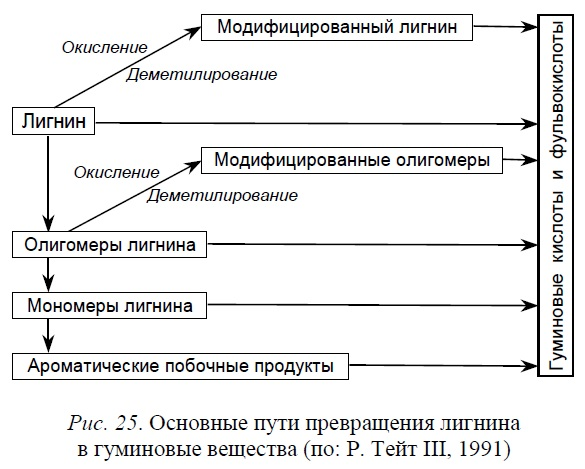 Модифицированный лигнин
Окисление
Деметилирование
Лигнин
Модифицированные олигомеры
Окисление
Деметилирование
Олигомеры лигнина
Мономеры лигнина
Ароматические побочные продукты
Гуминовые кислоты и фульвокислоты
Рис. 25. Основные пути превращения лигнина
в гуминовые вещества (по: Р. Тейт III, 1991)